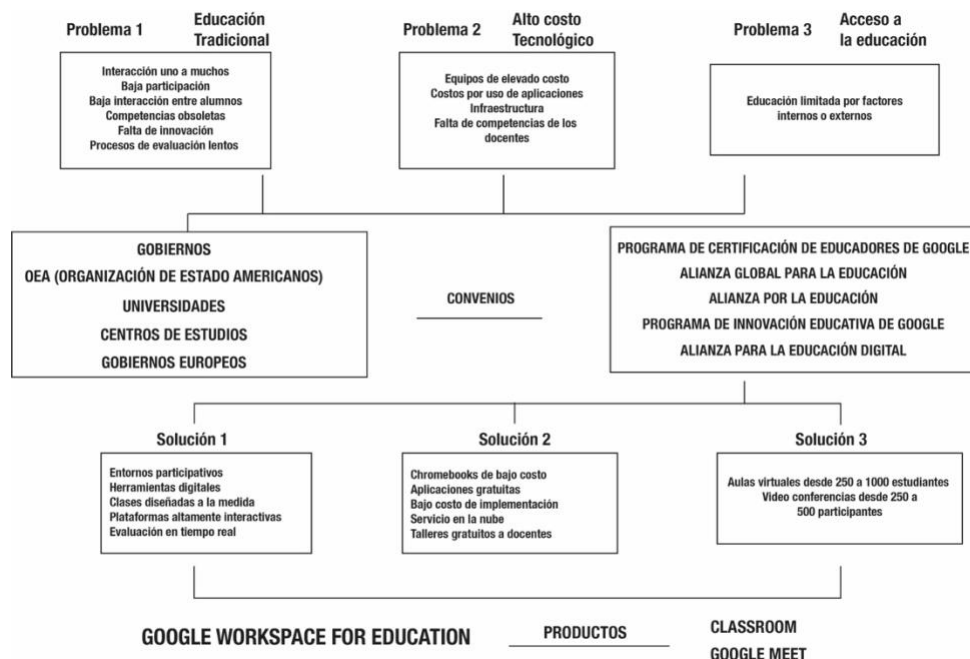 Problema 1
Educación
Tradicional
Interacción uno a muchos
Baja participación
Baja interacción entre alumnos
Competencias obsoletas
Falta de innovación
Procesos de evaluación lentos
Problema 2
Alto costo
Tecnológico
Equipos de elevado costo
Costos por uso de aplicaciones
Infraestructura
Falta de competencias de los
docentes
Problema 3
Acceso a
la educación
Educación limitada por factores
internos o externos
GOBIERNOS
OEA (ORGANIZACIÓN DE ESTADO AMERICANOS)
UNIVERSIDADES
CENTROS DE ESTUDIOS
GOBIERNOS EUROPEOS
CONVENIOS
PROGRAMA DE CERTIFICACIÓN DE EDUCADORES DE GOOGLE
ALIANZA GLOBAL PARA LA EDUCACIÓN
ALIANZA POR LA EDUCACIÓN
PROGRAMA DE INNOVACIÓN EDUCATIVA DE GOOGLE
ALIANZA PARA LA EDUCACIÓN DIGITAL
Solución 1
Entornos participativos
Herramientas digitales
Clases diseñadas a la medida
Plataformas altamente interactivas
Evaluación en tiempo real
Solución 2
Chromebooks de bajo costo
Aplicaciones gratuitas
Bajo costo de implementación
Servicio en la nube
Talleres gratuitos a docentes
Solución 3
Aulas virtuales desde 250 a 1000 estudiantes
Video conferencias desde 250 a
500 participantes
GOOGLE WORKSPACE FOR EDUCATION
PRODUCTOS
CLASSROOM
GOOGLE MEET